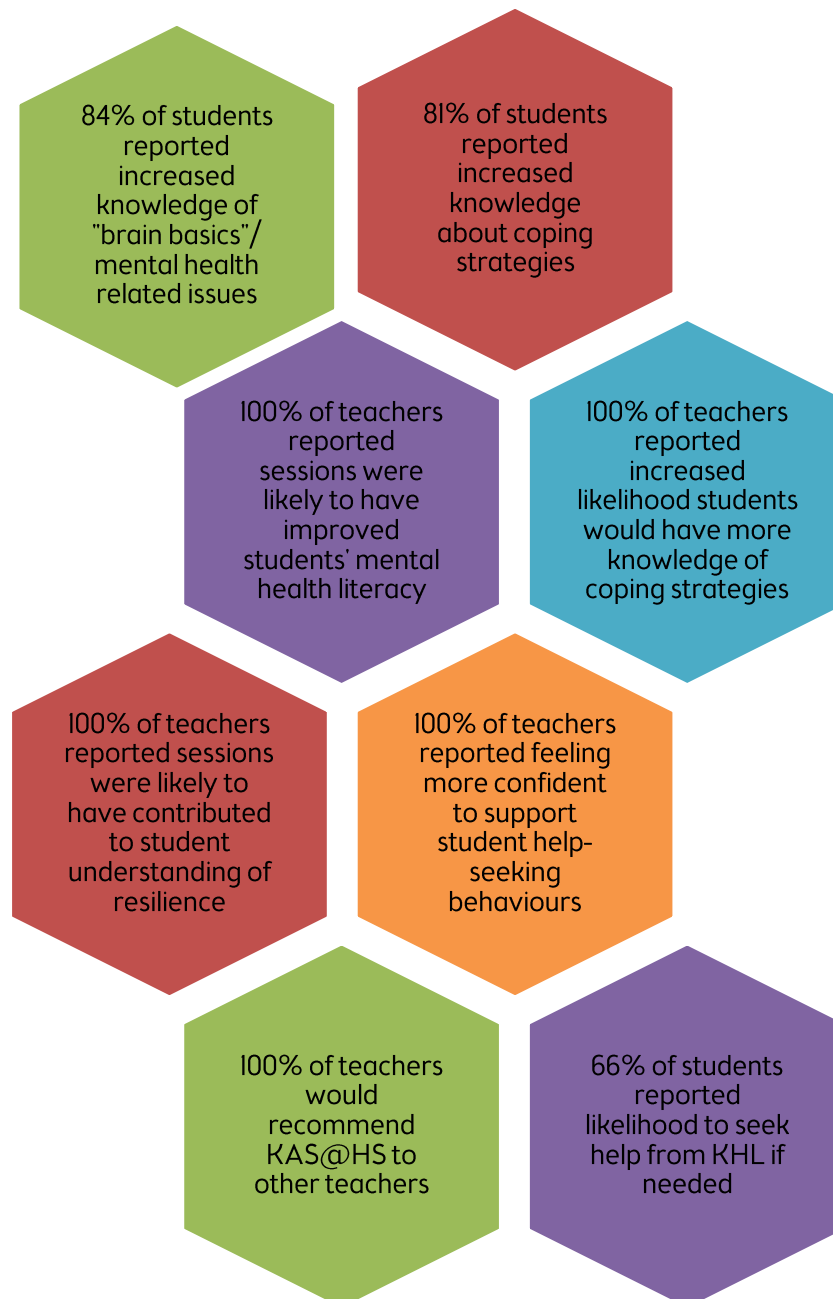 84% of students
reported
increased
knowledge of
"brain basics"/
mental health
related issues
81% of students
reported
increased
knowledge
about coping
strategies
100% of teachers
reported
sessions were
likely to have
improved
students' mental
health literacy
100% of teachers
reported
increased
likelihood students
would have more
knowledge of
coping strategies
100% of teachers
reported sessions
were likely to
have contributed
to student
understanding of
resilience
100% of teachers
reported feeling
more confident
to support
student help-
seeking
behaviours
100% of teachers
would
recommend
KAS@HS to
other teachers
66% of students
reported
likelihood to seek
help from KHL if
needed